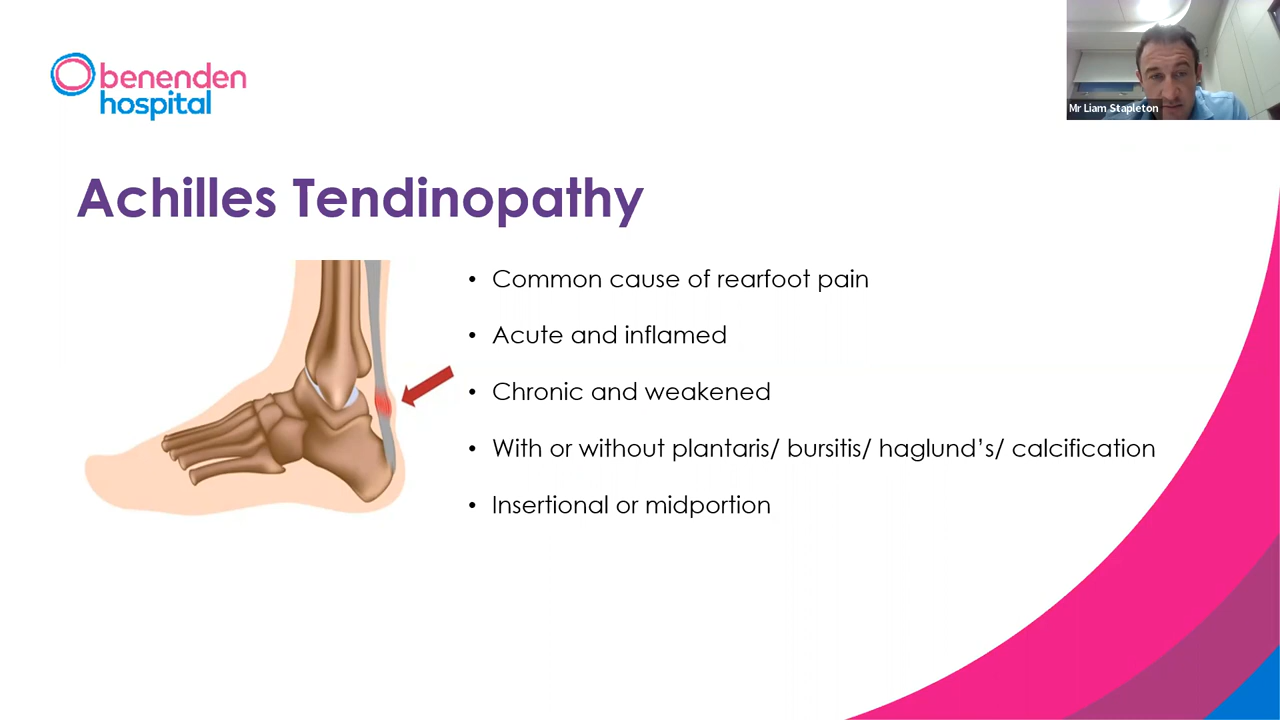 benenden
hospital
Mr Liam Stapleton
Achilles Tendinopathy
• Common cause of rearfoot pain
• Acute and inflamed
• Chronic and weakened
• With or without plantaris/ bursitis/ haglund’s/ calcification
• Insertional or midportion